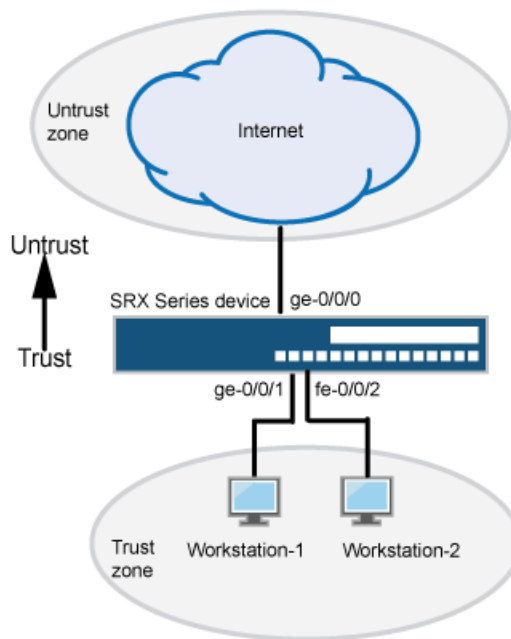 Untrust
zone
Internet
Untrust
Trust
SRX Series device
ge-0/0/0
ge-0/0/1
fe-0/0/2
Workstation-1
Workstation-2
Trust
zone